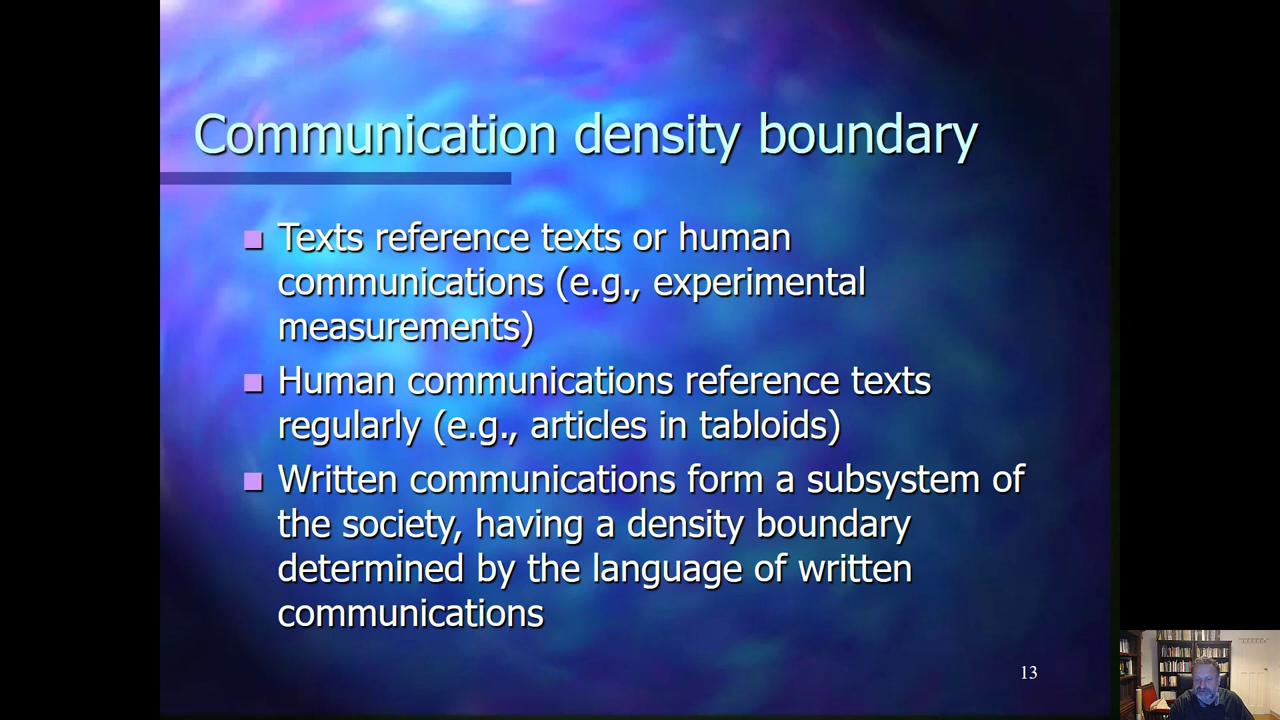 Communication density boundary
Texts reference texts or human
communications (e.g., experimental
measurements)
Human communications reference texts
regularly (e.g., articles in tabloids)
Written communications form a subsystem of
the society, having a density boundary
determined by the language of written
communications
13